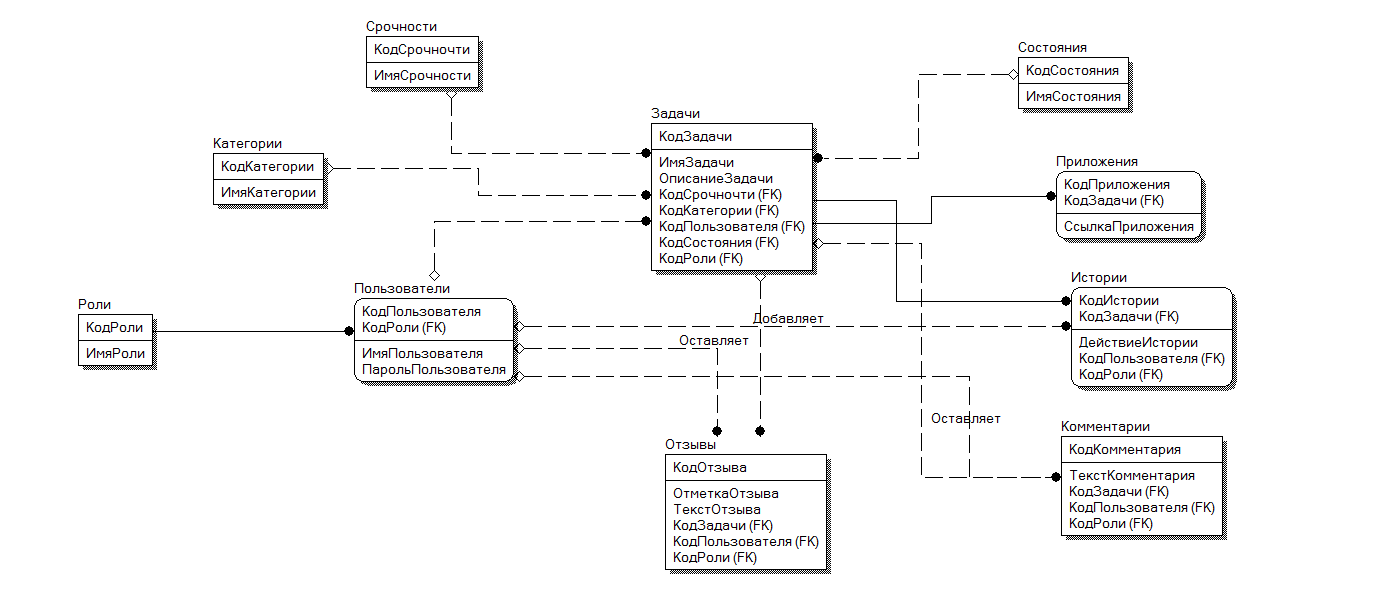 Срочности
КодСрочночти
ИмяСрочности
Состояния
КодСостояния
ИмяСостояния
Категории
КодКатегории
ИмяКатегории
Задачи
КодЗадачи
ИмяЗадачи
ОписаниеЗадачи
КодСрочночти (FK)
КодКатегории (FK)
КодПользователя (FK)
КодСостояния (FK)
КодРоли (FK)
Приложения
КодПриложения
КодЗадачи (FK)
СсылкаПриложения
Роли
КодРоли
ИмяРоли
Пользователи
КодПользователя
КодРоли (FK)
ИмяПользователя
ПарольПользователя
Добавляет
Оставляет
Истории
КодИстории
КодЗадачи (FK)
ДействиеИстории
КодПользователя (FK)
КодРоли (FK)
Оставляет
Отзывы
КодОтзыва
ОтметкаОтзыва
ТекстОтзыва
КодЗадачи (FK)
КодПользователя (FK)
КодРоли (FK)
Комментарии
КодКомментария
ТекстКомментария
КодЗадачи (FK)
КодПользователя (FK)
КодРоли (FK)